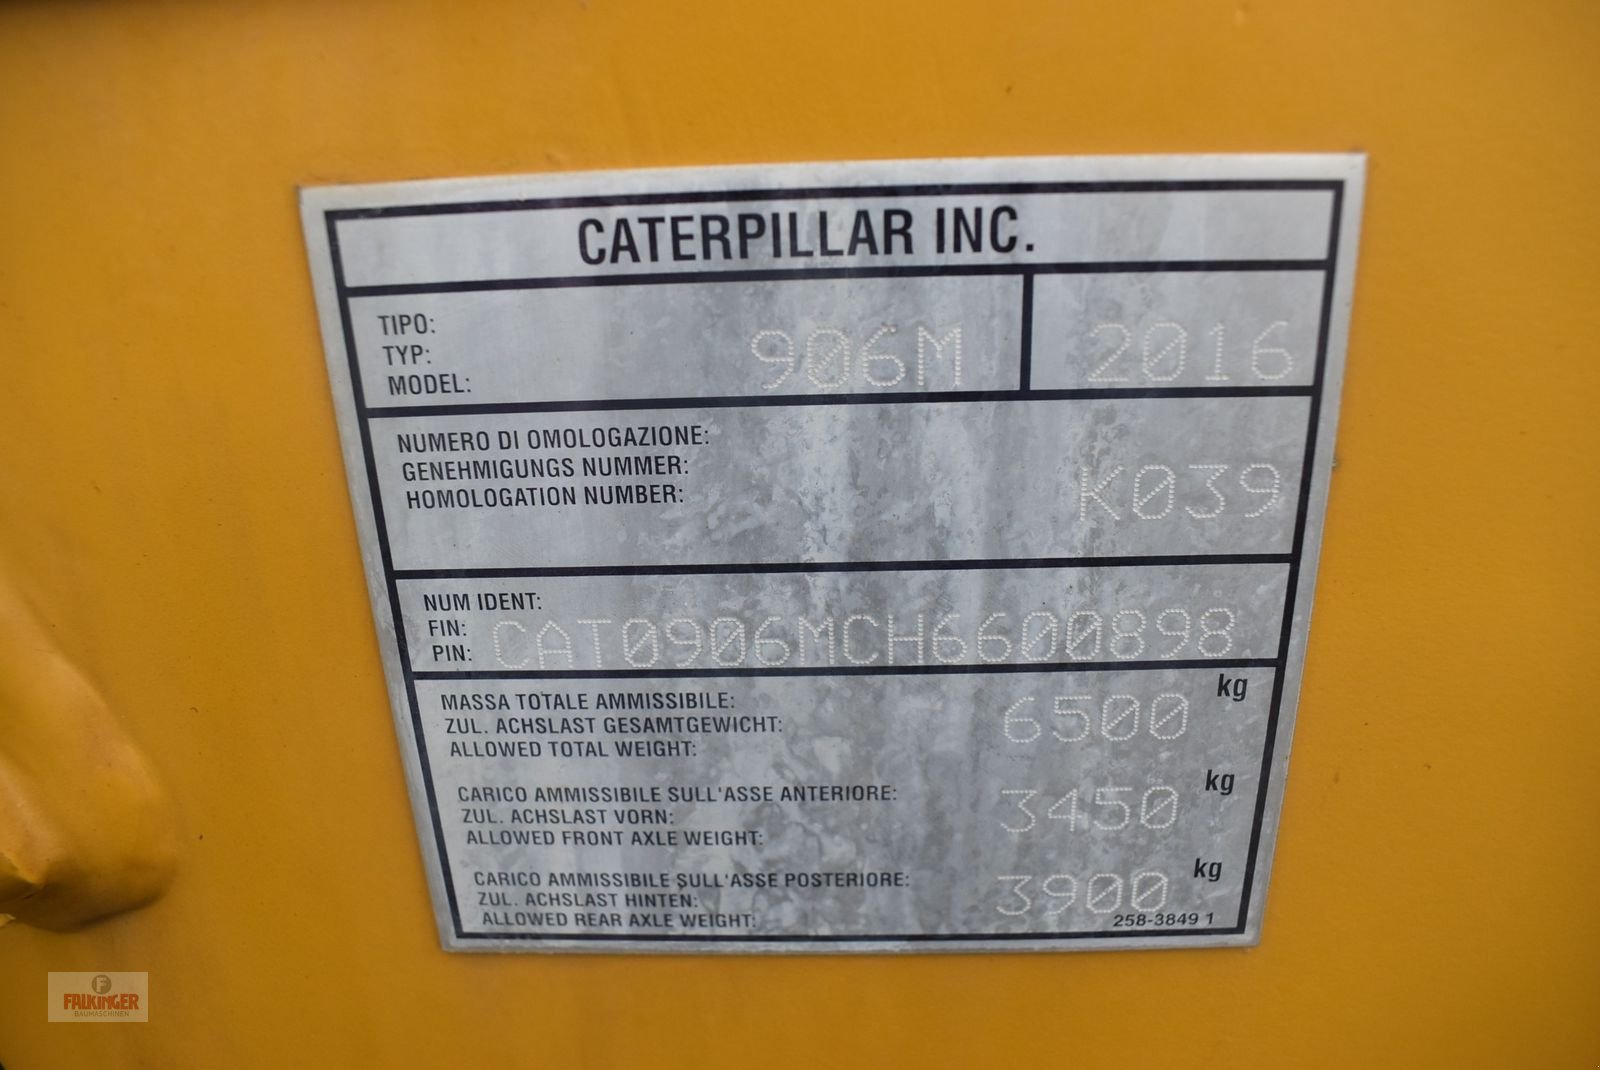 CATERPILLAR INC.
TIPO:
TYP:
MODEL: 906M 2016
NUMERO DI OMOLOGAZIONE:
GENEHMIGUNGS NUMMER:
HOMOLOGATION NUMBER: K039
NUM IDENT:
FIN:
PIN: CAT0906MCH6600898
MASSA TOTALE AMMISSIBILE: kg
ZUL. ACHSLAST GESAMTGEWICHT: 6500
ALLOWED TOTAL WEIGHT:
CARICO AMMISSIBILE SULL'ASSE ANTERIORE: kg
ZUL. ACHSLAST VORN: 3450
ALLOWED FRONT AXLE WEIGHT:
CARICO AMMISSIBILE SULL'ASSE POSTERIORE: kg
ZUL. ACHSLAST HINTEN: 3900
ALLOWED REAR AXLE WEIGHT: 258-3849 1
F
FALKINGER
BAUMASCHINEN